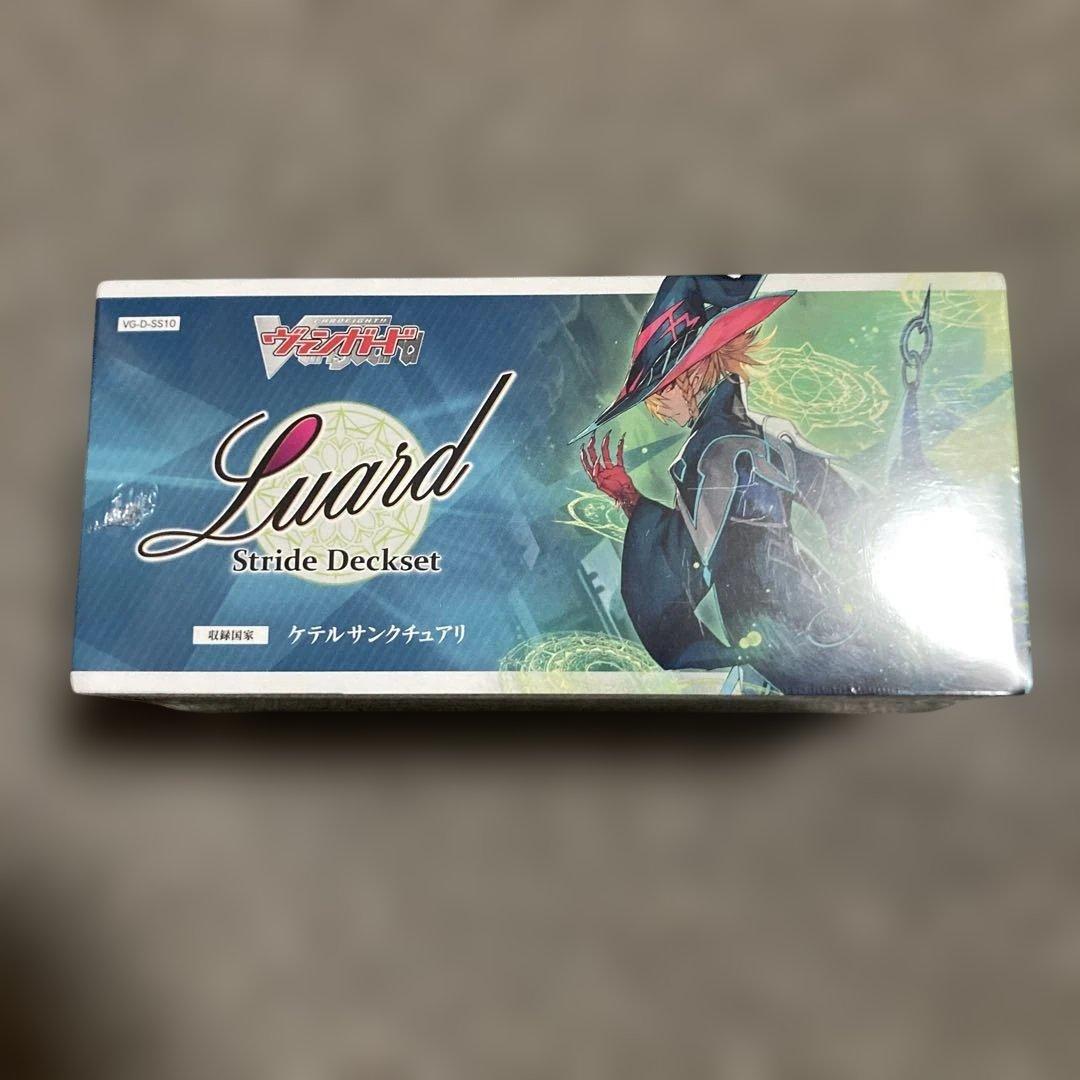 VG-D-SS10
CARDFIGHT!!
ヴァンガード
Vanguard
Luard
Stride Deckset
収録国家
ケテルサンクチュアリ